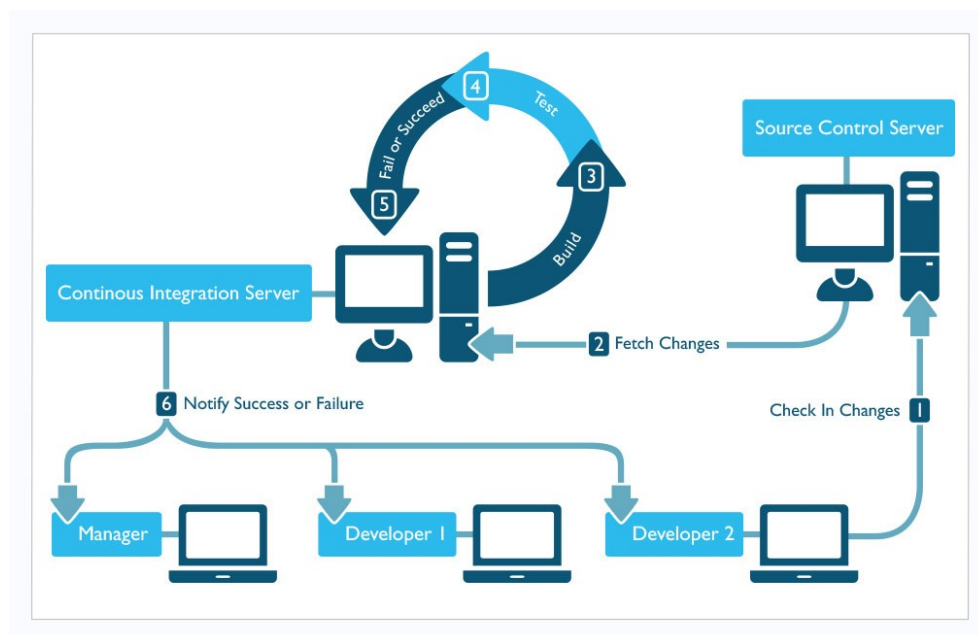 4
Test
Fail or Succeed
3
5
Build
Source Control Server
Continous Integration Server
2 Fetch Changes
6 Notify Success or Failure
Check In Changes 1
Manager
Developer 1
Developer 2